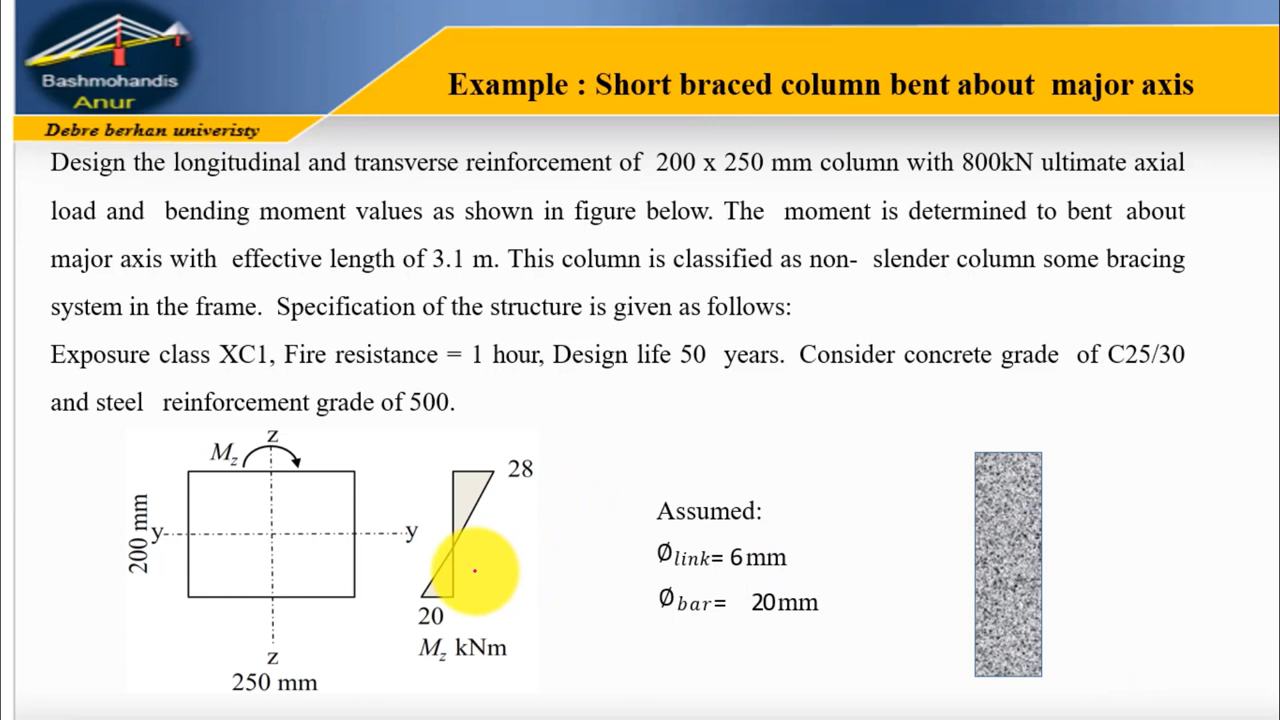 Bashmohandis
Anur
Debre berhan univeristy
Example : Short braced column bent about major axis
Design the longitudinal and transverse reinforcement of 200 x 250 mm column with 800kN ultimate axial
load and bending moment values as shown in figure below. The moment is determined to bent about
major axis with effective length of 3.1 m. This column is classified as non- slender column some bracing
system in the frame. Specification of the structure is given as follows:
Exposure class XC1, Fire resistance = 1 hour, Design life 50 years. Consider concrete grade of C25/30
and steel reinforcement grade of 500.
z
M_z
200 mm
y
y
z
250 mm
28
20
M_z kNm
Assumed:
Ø_link= 6mm
Ø_bar= 20mm